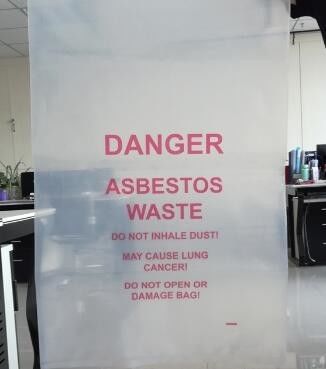 DANGER
ASBESTOS
WASTE
DO NOT INHALE DUST!
MAY CAUSE LUNG
CANCER!
DO NOT OPEN OR
DAMAGE BAG!